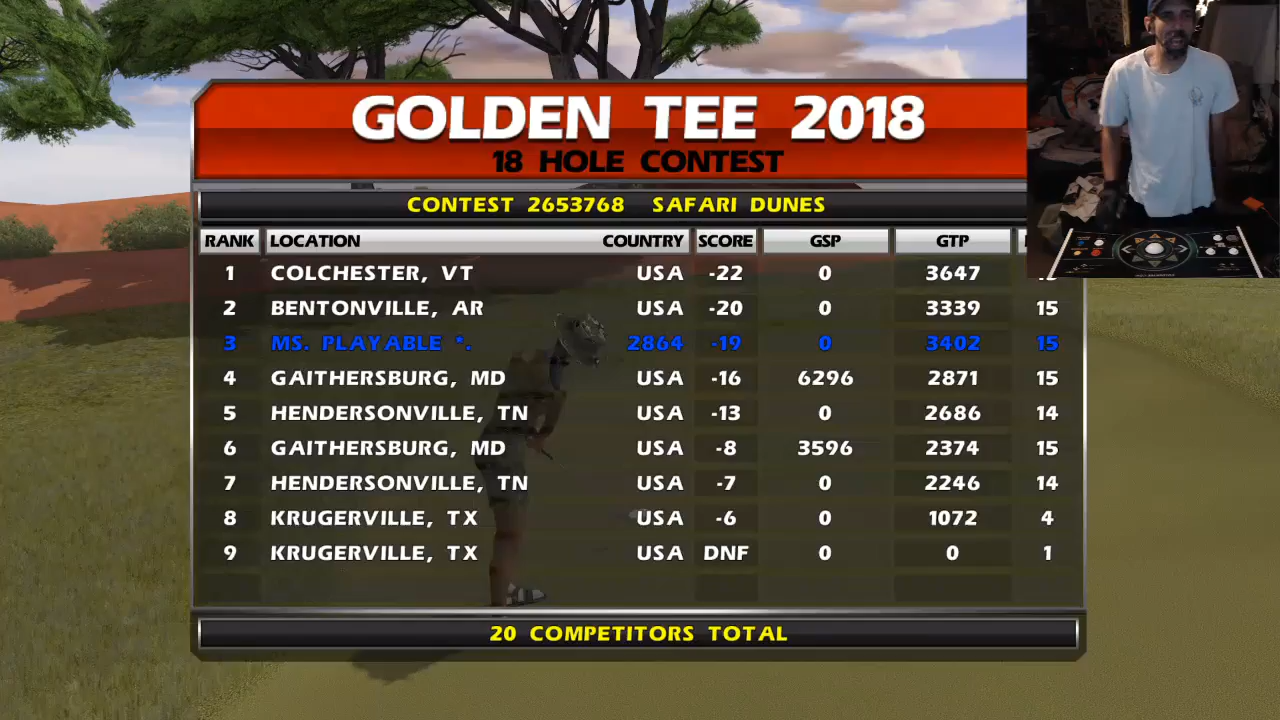 GOLDEN TEE 2018
18 HOLE CONTEST
CONTEST 2653768 SAFARI DUNES
RANK LOCATION COUNTRY SCORE GSP GTP
1 COLCHESTER, VT USA -22 0 3647
2 BENTONVILLE, AR USA -20 0 3339 15
3 MS. PLAYABLE *. 2864 -19 0 3402 15
4 GAITHERSBURG, MD USA -16 6296 2871 15
5 HENDERSONVILLE, TN USA -13 0 2686 14
6 GAITHERSBURG, MD USA -8 3596 2374 15
7 HENDERSONVILLE, TN USA -7 0 2246 14
8 KRUGERVILLE, TX USA -6 0 1072 4
9 KRUGERVILLE, TX USA DNF 0 0 1
20 COMPETITORS TOTAL